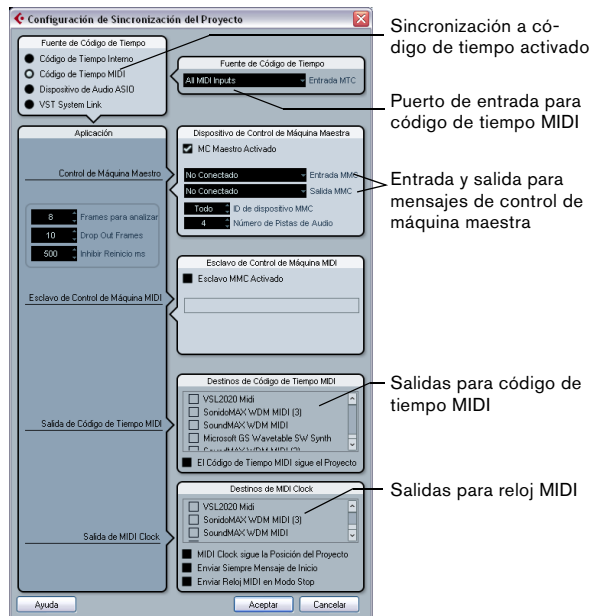 Configuración de Sincronización del Proyecto
Fuente de Código de Tiempo
Código de Tiempo Interno
Código de Tiempo MIDI
Dispositivo de Audio ASIO
VST System Link
Fuente de Código de Tiempo
All MIDI Inputs
Entrada MTC
Aplicación
Control de Máquina Maestro
8 Frames para analizar
10 Drop Out Frames
500 Inhibir Reinicio ms
Esclavo de Control de Máquina MIDI
Salida de Código de Tiempo MIDI
Salida de MIDI Clock
Dispositivo de Control de Máquina Maestra
MC Maestro Activado
No Conectado Entrada MMC
No Conectado Salida MMC
Todo ID de dispositivo MMC
4 Número de Pistas de Audio
Esclavo de Control de Máquina MIDI
Esclavo MMC Activado
Destinos de Código de Tiempo MIDI
VSL2020 Midi
SonidoMAX WDM MIDI (3)
SoundMAX WDM MIDI
Microsoft GS Wavetable SW Synth
El Código de Tiempo MIDI sigue el Proyecto
Destinos de MIDI Clock
VSL2020 Midi
SonidoMAX WDM MIDI (3)
SoundMAX WDM MIDI
MIDI Clock sigue la Posición del Proyecto
Enviar Siempre Mensaje de Inicio
Enviar Reloj MIDI en Modo Stop
Ayuda
Aceptar
Cancelar
Sincronización a có-
digo de tiempo activado
Puerto de entrada para
código de tiempo MIDI
Entrada y salida para
mensajes de control de
máquina maestra
Salidas para código de
tiempo MIDI
Salidas para reloj MIDI